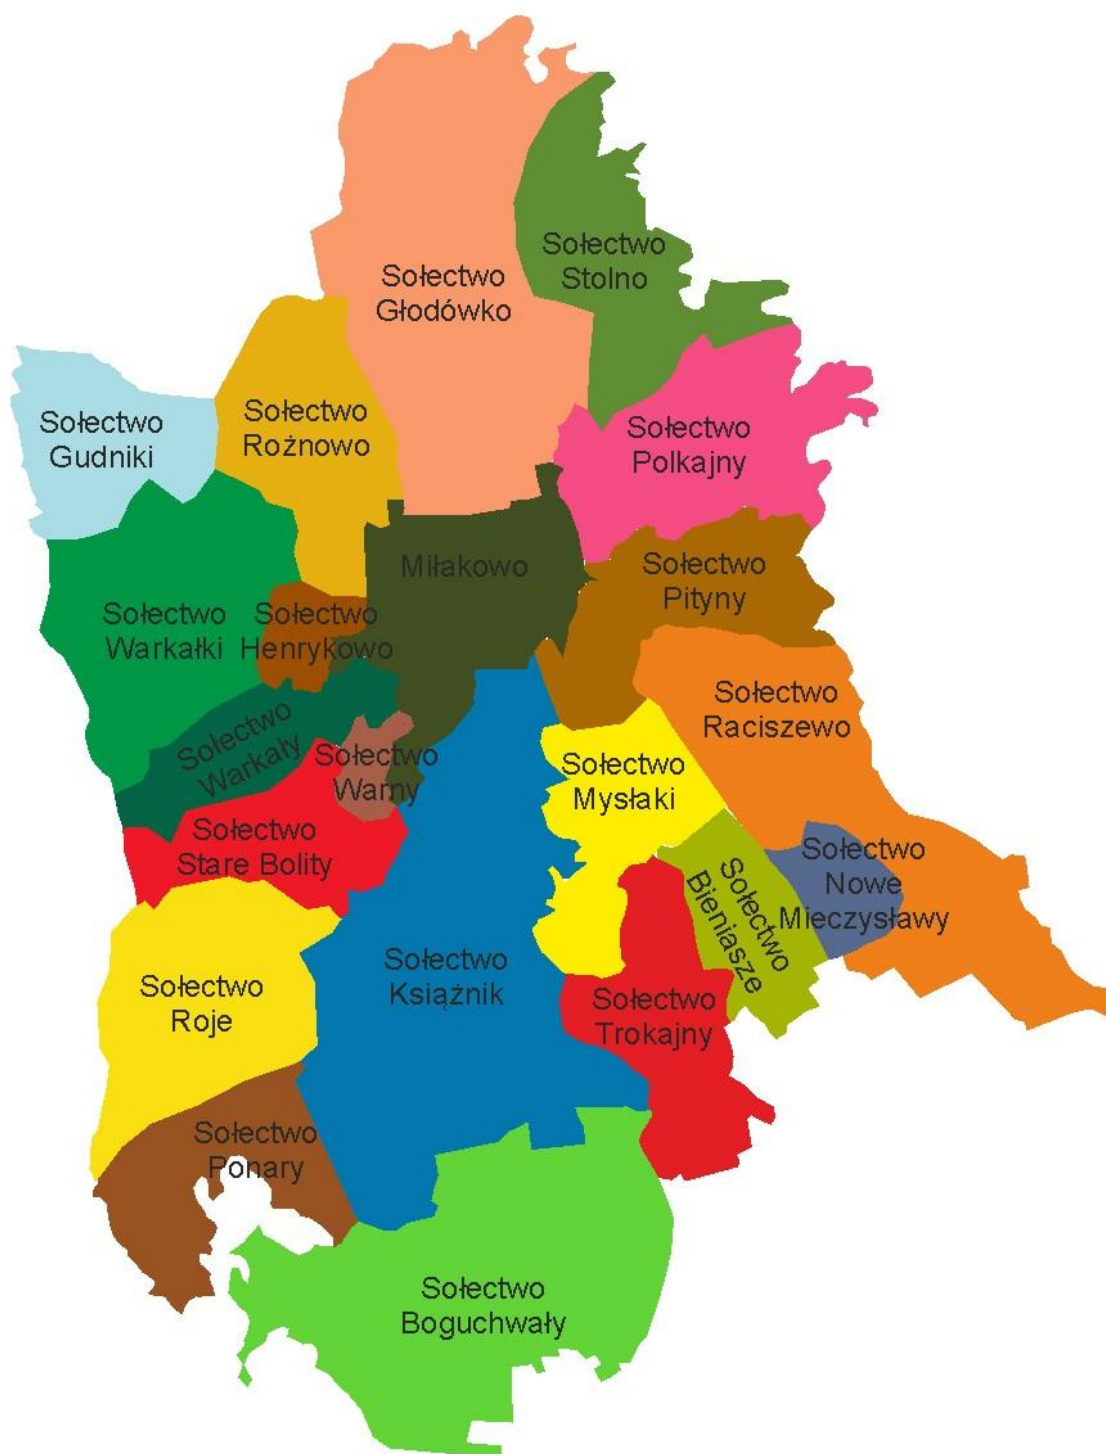 Sołectwo
Stolno
Sołectwo
Głodówko
Sołectwo
Rożnowo
Sołectwo
Gudniki
Sołectwo
Polkajny
Miłakowo
Sołectwo
Pityny
Sołectwo
Warkałki
Sołectwo
Henrykowo
Sołectwo
Raciszewo
Sołectwo
Warkały
Sołectwo
Warny
Sołectwo
Mysłaki
Sołectwo
Stare Bolity
Sołectwo
Nowe
Mieczysławy
Sołectwo
Bieniasze
Sołectwo
Książnik
Sołectwo
Roje
Sołectwo
Trokajny
Sołectwo
Ponary
Sołectwo
Boguchwały